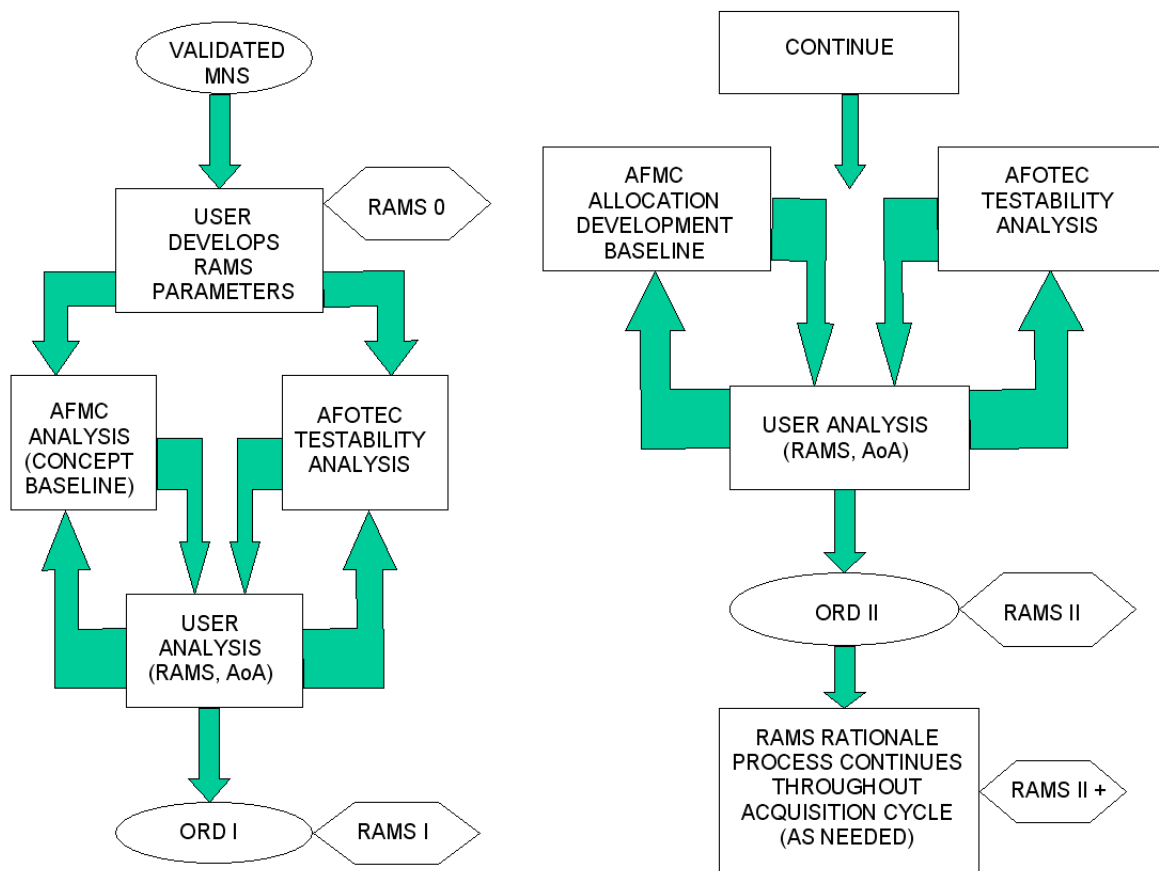 VALIDATED
MNS
USER
DEVELOPS
RAMS
PARAMETERS
RAMS 0
AFMC
ANALYSIS
(CONCEPT
BASELINE)
AFOTEC
TESTABILITY
ANALYSIS
USER
ANALYSIS
(RAMS, AoA)
ORD I
RAMS I
CONTINUE
AFMC
ALLOCATION
DEVELOPMENT
BASELINE
AFOTEC
TESTABILITY
ANALYSIS
USER ANALYSIS
(RAMS, AoA)
ORD II
RAMS II
RAMS RATIONALE
PROCESS CONTINUES
THROUGHOUT
ACQUISITION CYCLE
(AS NEEDED)
RAMS II +